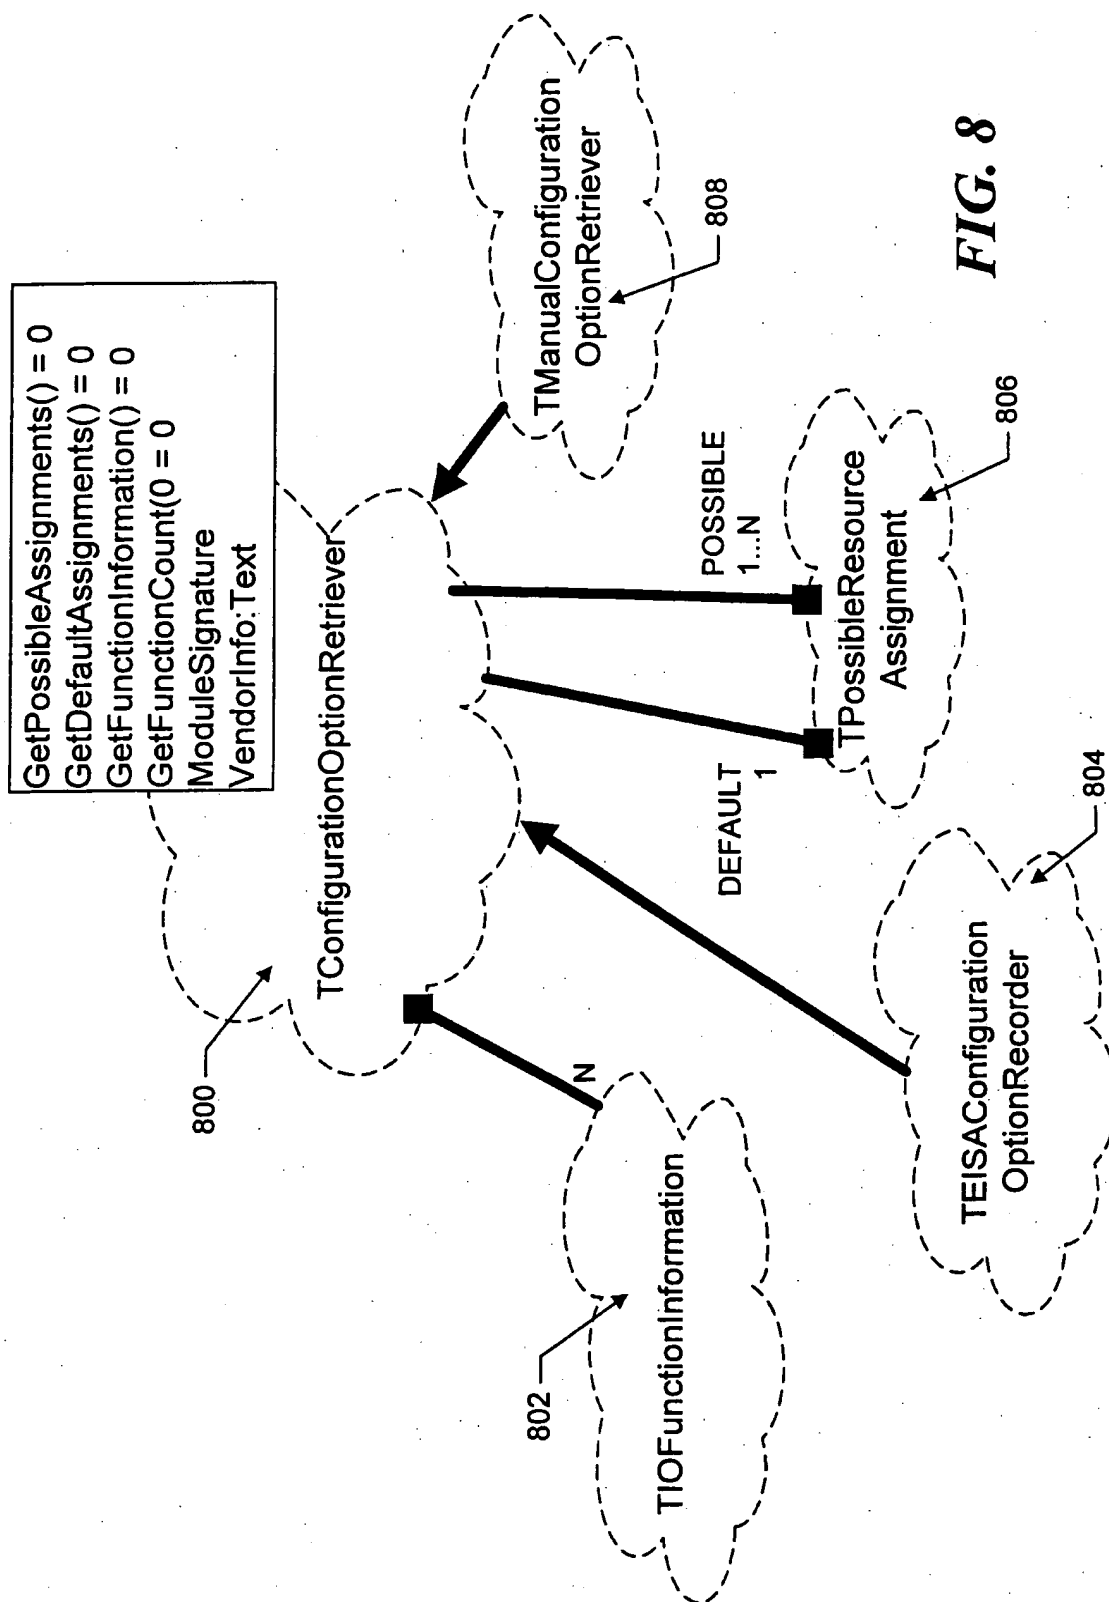 GetPossibleAssignments() = 0
GetDefaultAssignments() = 0
GetFunctionInformation() = 0
GetFunctionCount(0 = 0
ModuleSignature
VendorInfo:Text
TConfigurationOptionRetriever
800
N
DEFAULT
1
POSSIBLE
1...N
TManualConfiguration
OptionRetriever
808
TIOFunctionInformation
802
TEISAConfiguration
OptionRecorder
804
TPossibleResource
Assignment
806
FIG. 8